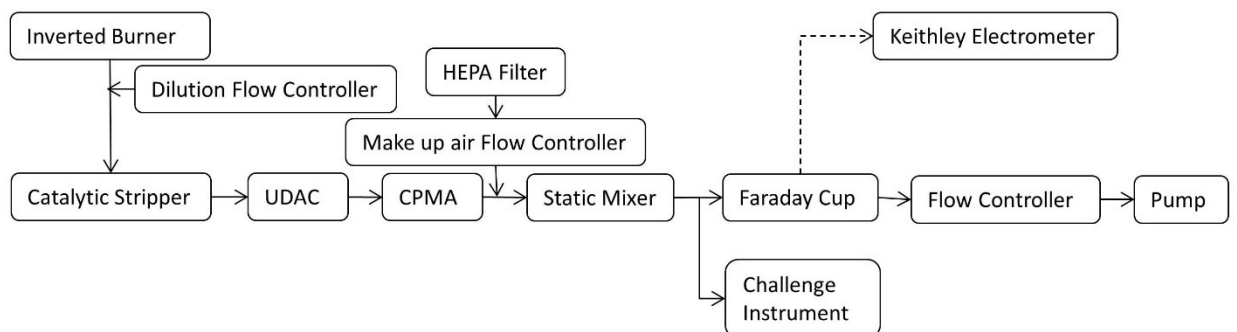 Inverted Burner
Keithley Electrometer
HEPA Filter
Dilution Flow Controller
Make up air Flow Controller
Catalytic Stripper
UDAC
CPMA
Static Mixer
Faraday Cup
Flow Controller
Pump
Challenge
Instrument